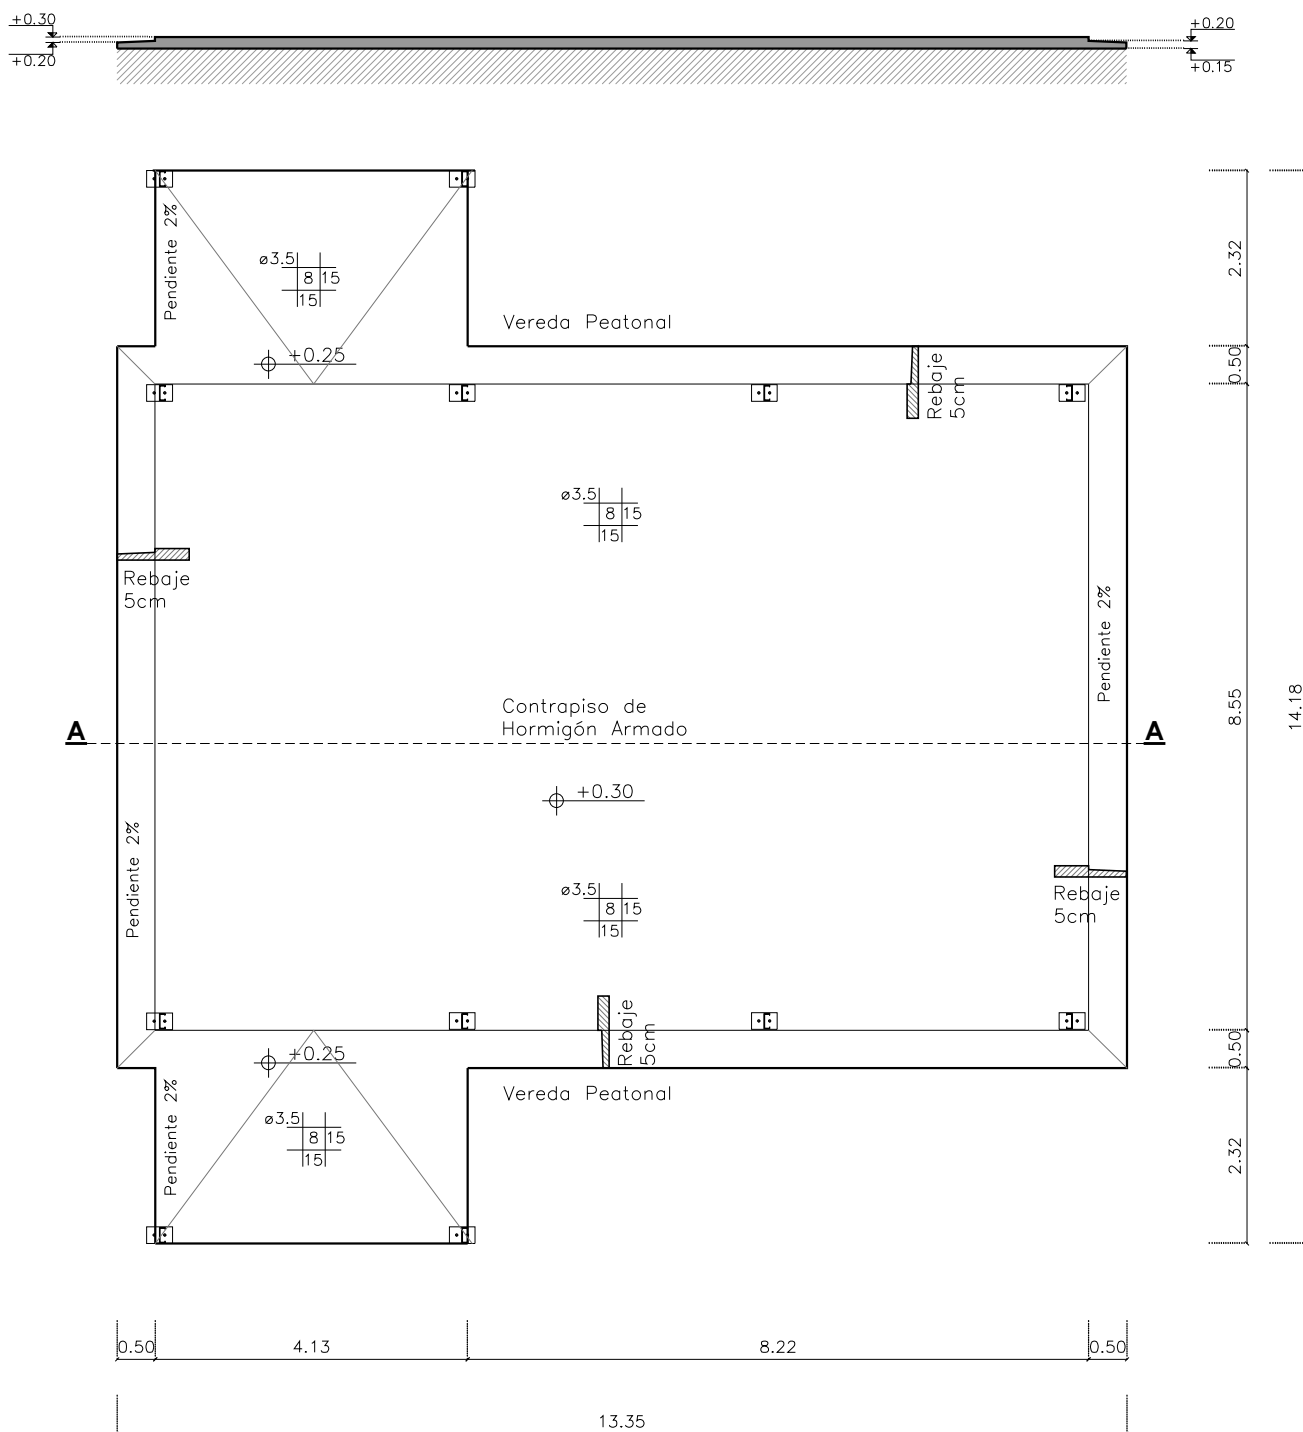 +0.30
+0.20
+0.20
+0.15
Pendiente 2%
ø3.5
8 15
15
2.32
Vereda Peatonal
+0.25
Rebaje
5cm
0.50
ø3.5
8 15
15
Rebaje
5cm
Pendiente 2%
Contrapiso de
Hormigón Armado
8.55
14.18
A
A
+0.30
Pendiente 2%
ø3.5
8 15
15
Rebaje
5cm
Rebaje
5cm
+0.25
0.50
Vereda Peatonal
Pendiente 2%
ø3.5
8 15
15
2.32
0.50
4.13
8.22
0.50
13.35